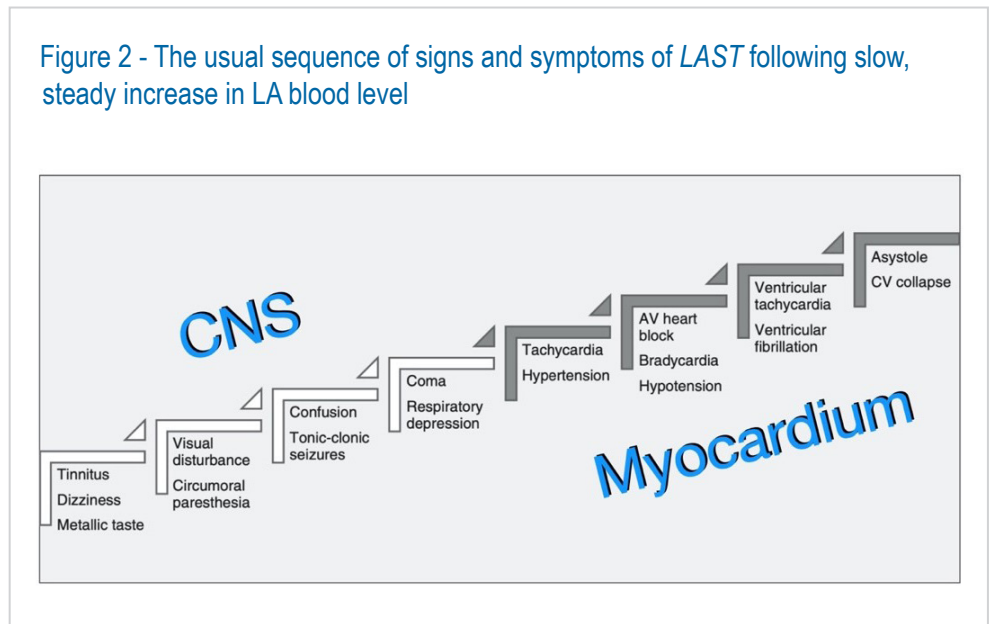 Figure 2 - The usual sequence of signs and symptoms of LAST following slow,
steady increase in LA blood level
CNS
Tinnitus
Dizziness
Metallic taste
Visual
disturbance
Circumoral
paresthesia
Confusion
Tonic-clonic
seizures
Coma
Respiratory
depression
Tachycardia
Hypertension
AV heart
block
Bradycardia
Hypotension
Ventricular
tachycardia
Ventricular
fibrillation
Asystole
CV collapse
Myocardium